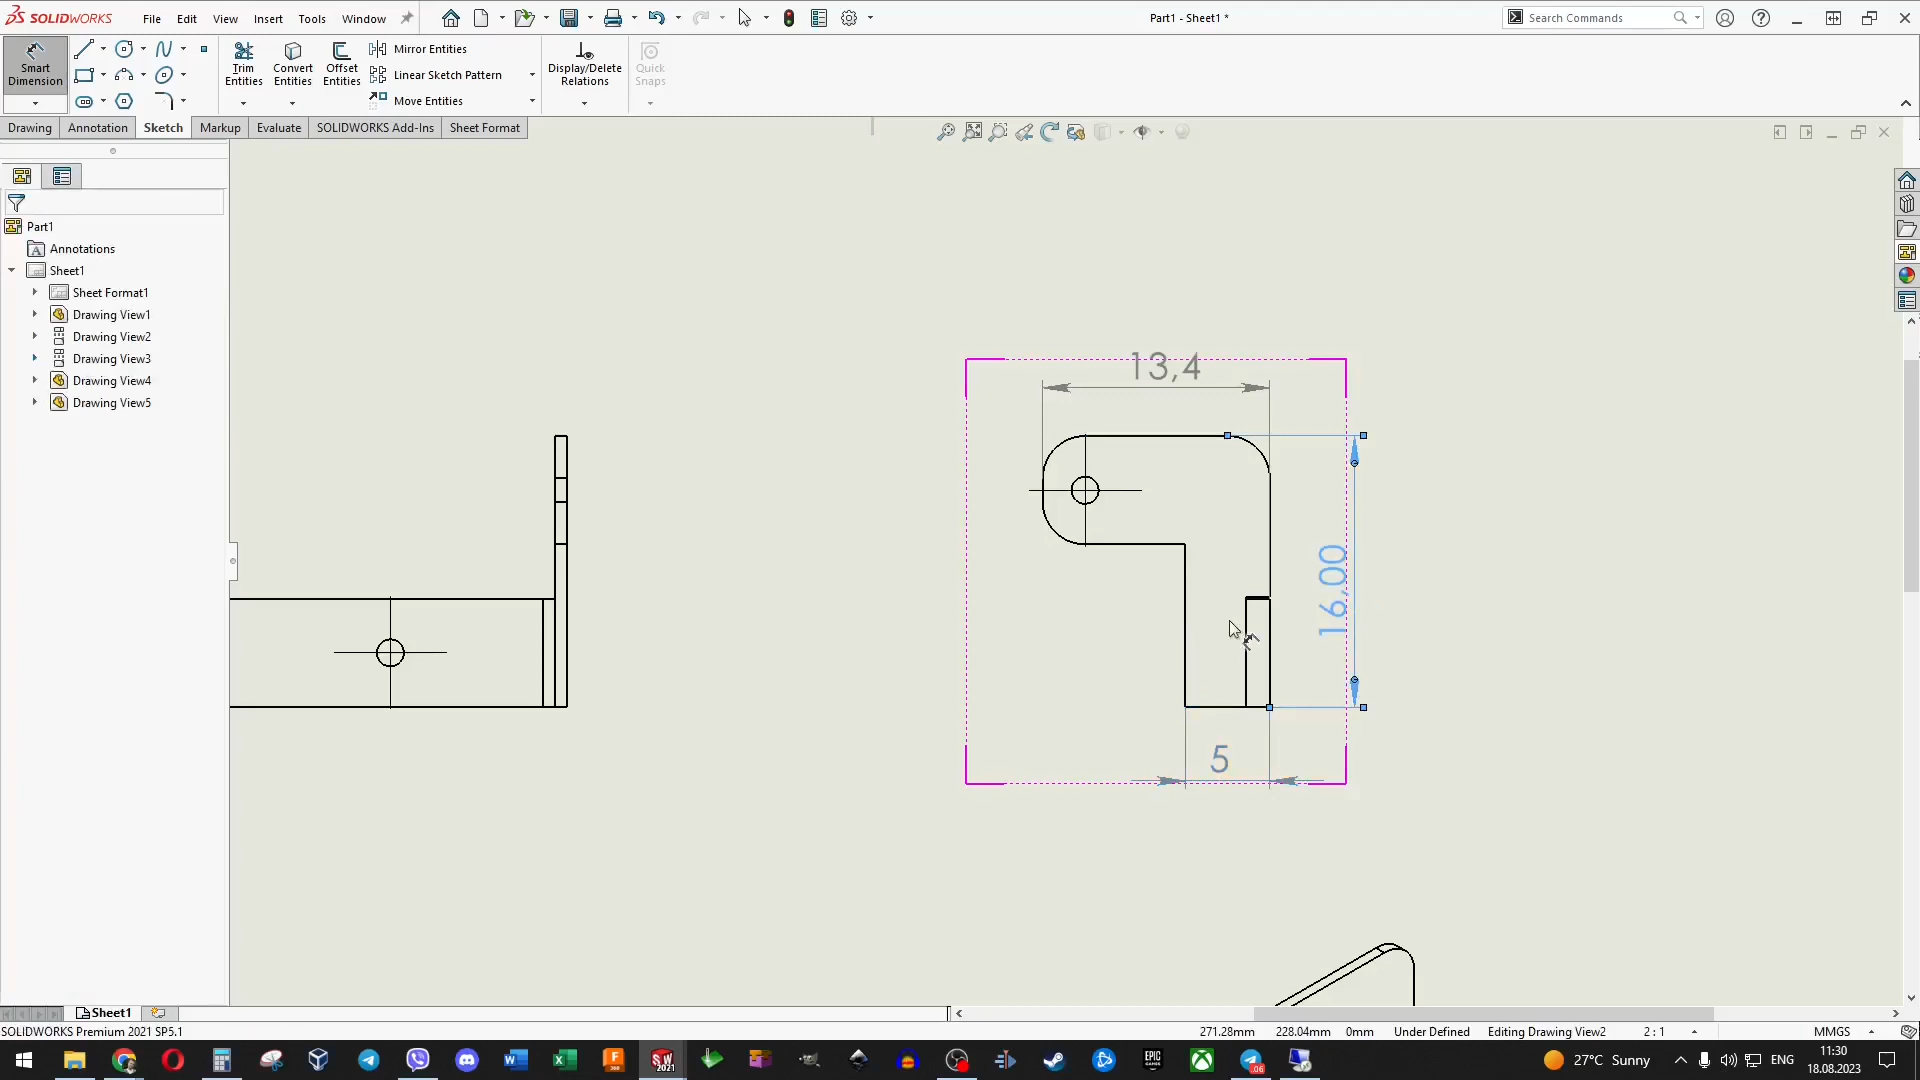 SOLIDWORKS File Edit View Insert Tools Window
Part1 - Sheet1 *
Search Commands
Smart Dimension
Trim Entities
Convert Entities
Offset Entities
Mirror Entities
Linear Sketch Pattern
Move Entities
Display/Delete Relations
Quick Snaps
Drawing Annotation Sketch Markup Evaluate SOLIDWORKS Add-Ins Sheet Format
Part1
Annotations
Sheet1
Sheet Format1
Drawing View1
Drawing View2
Drawing View3
Drawing View4
Drawing View5
13,4
16,00
5
Sheet1
SOLIDWORKS Premium 2021 SP5.1
271.28mm 228.04mm 0mm Under Defined Editing Drawing View2 2 : 1 MMGS
27°C Sunny ENG
11:30
18.08.2023